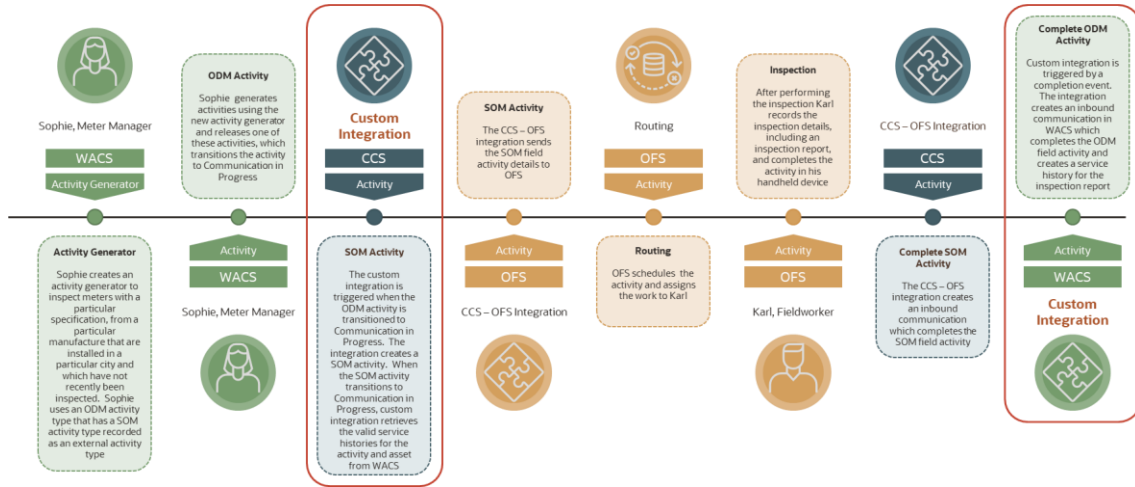 Sophie, Meter Manager
WACS
Activity Generator
Activity Generator
Sophie creates an
activity generator to
inspect meters with a
particular
specification, from a
particular
manufacture that are
installed in a
particular city and
which have not
recently been
inspected. Sophie
uses an ODM activity
type that has a SOM
activity type recorded
as an external activity
type
ODM Activity
Sophie generates
activities using the
new activity generator
and releases one of
these activities, which
transitions the activity
to Communication in
Progress
Activity
WACS
Sophie, Meter Manager
Custom
Integration
CCS
Activity
SOM Activity
The custom
integration is
triggered when the
ODM activity is
transitioned to
Communication in
Progress. The
integration creates a
SOM activity. When
the SOM activity
transitions to
Communication in
Progress, custom
integration retrieves
the valid service
histories for the
activity and asset
from WACS
SOM Activity
The CCS – OFS
integration sends
the SOM field
activity details to
OFS
Activity
OFS
CCS – OFS Integration
Routing
OFS
Activity
Routing
OFS schedules the
activity and assigns
the work to Karl
Inspection
After performing
the inspection Karl
records the
inspection details,
including an
inspection report,
and completes the
activity in his
handheld device
Activity
OFS
Karl, Fieldworker
CCS – OFS Integration
CCS
Activity
Complete SOM
Activity
The CCS – OFS
integration creates
an inbound
communication
which completes the
SOM field activity
Complete ODM
Activity
Custom integration is
triggered by a
completion event.
The integration
creates an inbound
communication in
WACS which
completes the ODM
field activity and
creates a service
history for the
inspection report
Activity
WACS
Custom
Integration